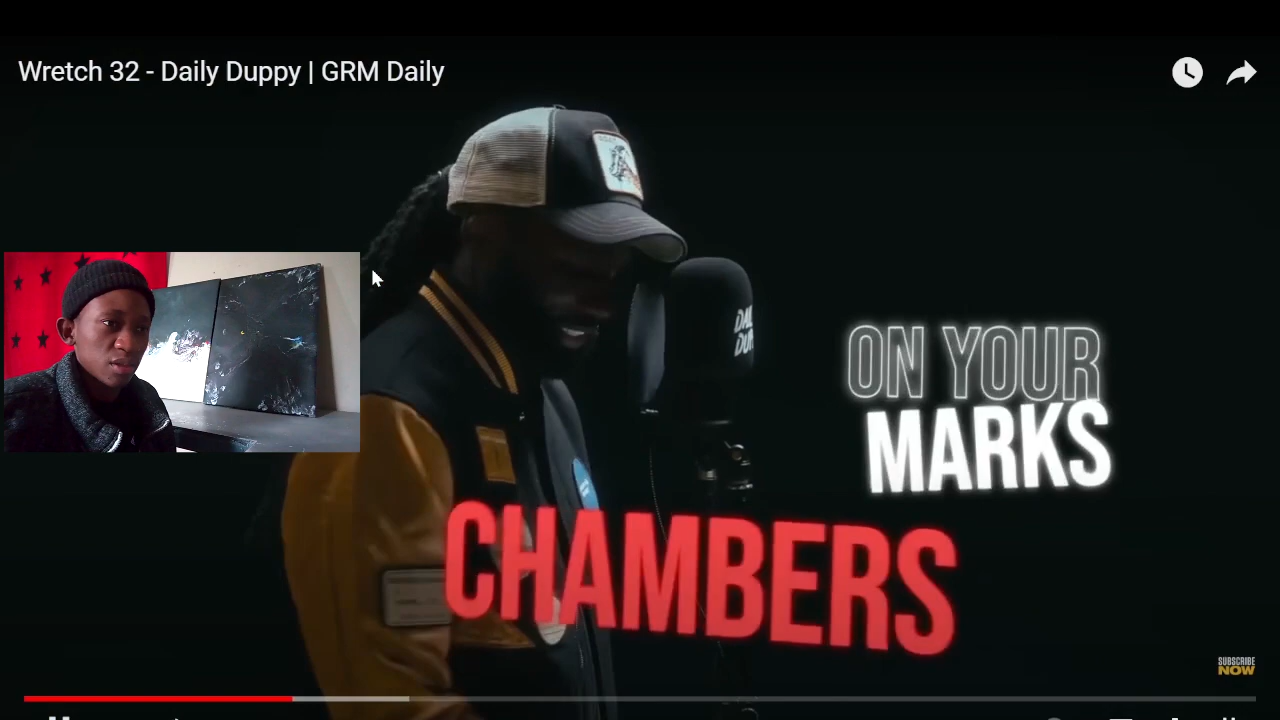 Wretch 32 - Daily Duppy | GRM Daily
ON YOUR
MARKS
CHAMBERS
SUBSCRIBE
NOW